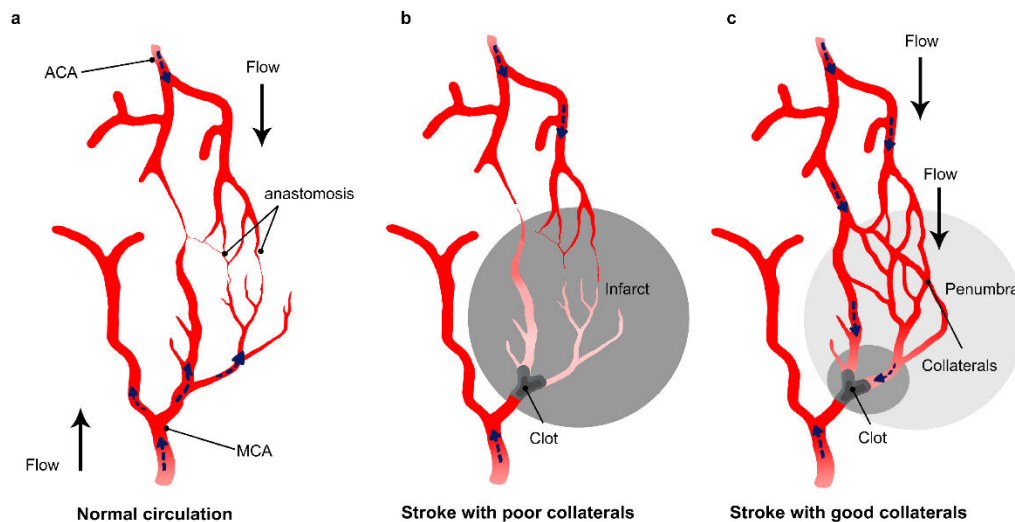 a
ACA
Flow
anastomosis
MCA
Flow
Normal circulation
b
Infarct
Clot
Stroke with poor collaterals
c
Flow
Flow
Penumbra
Collaterals
Clot
Stroke with good collaterals